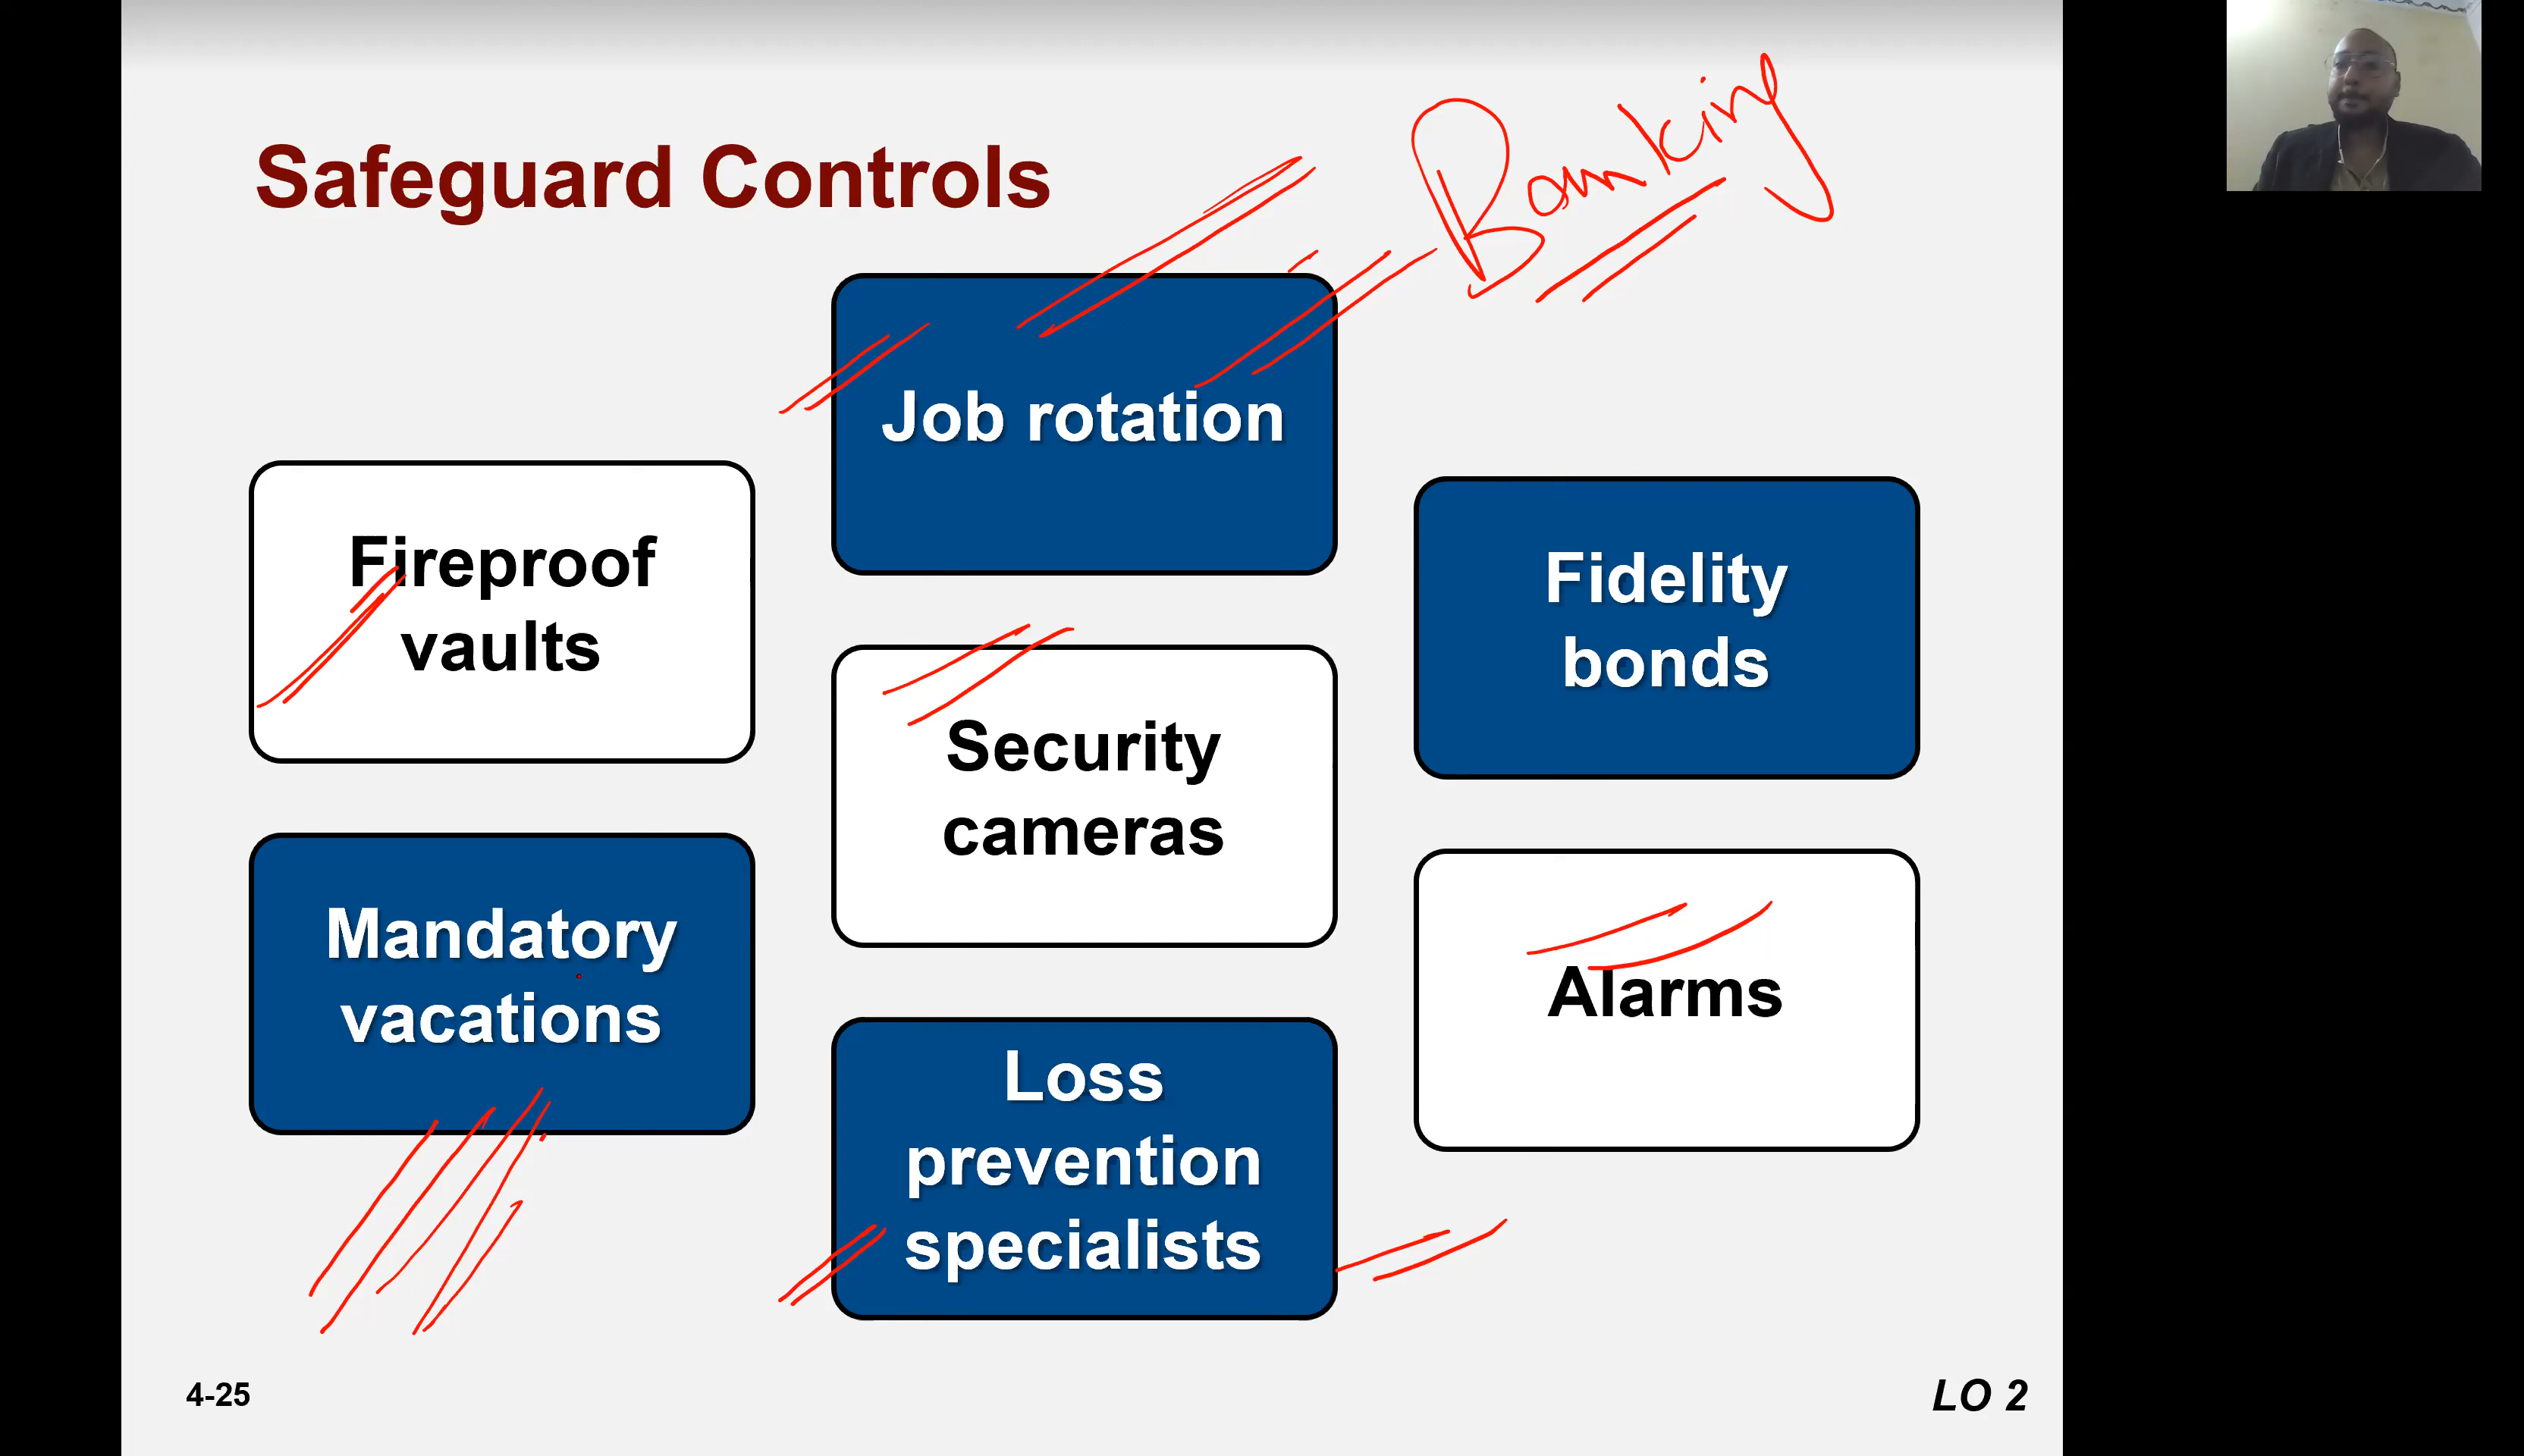 Safeguard Controls
Banking
Job rotation
Fireproof
vaults
Fidelity
bonds
Security
cameras
Mandatory
vacations
Alarms
Loss
prevention
specialists
4-25
LO 2